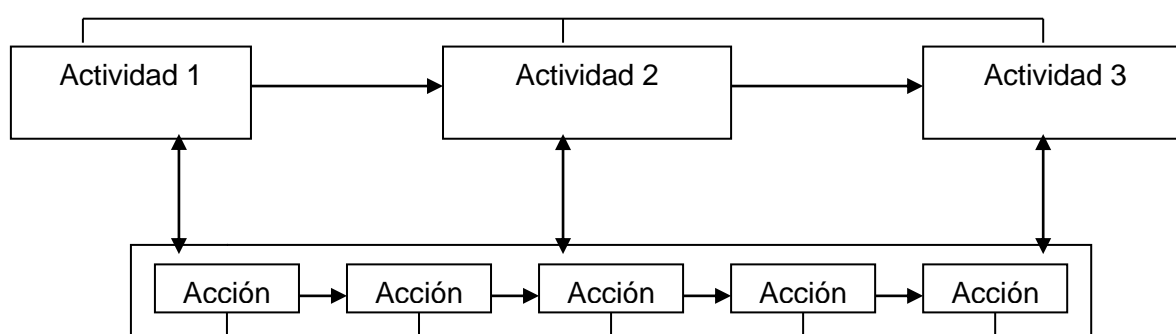 Actividad 1
Actividad 2
Actividad 3
Acción
Acción
Acción
Acción
Acción